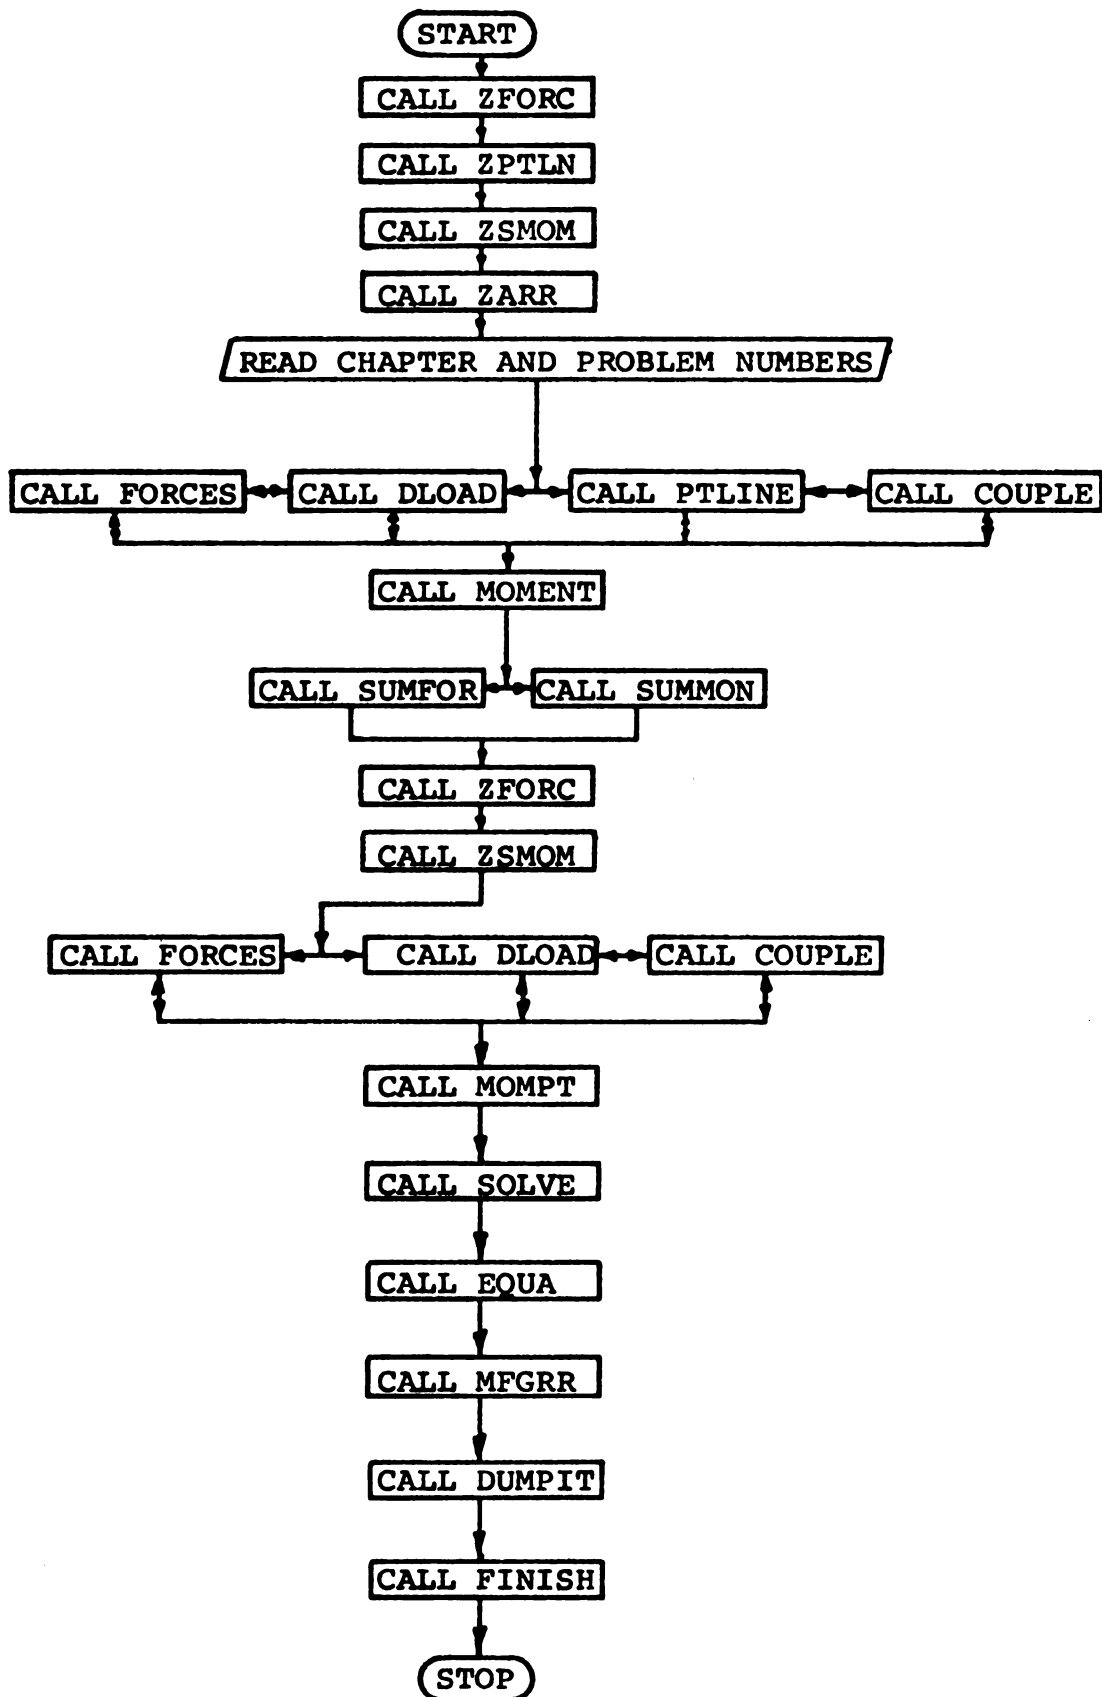 START
CALL ZFORC
CALL ZPTLN
CALL ZSMOM
CALL ZARR
READ CHAPTER AND PROBLEM NUMBERS
CALL FORCES CALL DLOAD CALL PTLINE CALL COUPLE
CALL MOMENT
CALL SUMFOR CALL SUMMON
CALL ZFORC
CALL ZSMOM
CALL FORCES CALL DLOAD CALL COUPLE
CALL MOMPT
CALL SOLVE
CALL EQUA
CALL MFGRR
CALL DUMPIT
CALL FINISH
STOP